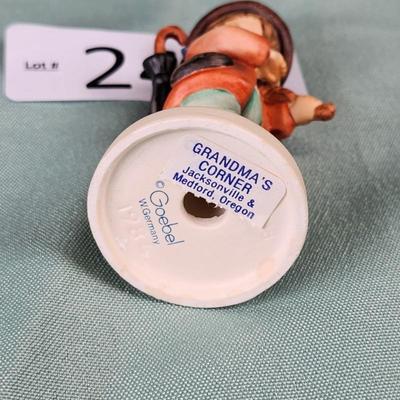 Lot #
2
GRANDMA'S
CORNER
Jacksonville &
Medford, Oregon
© Goebel
W. Germany